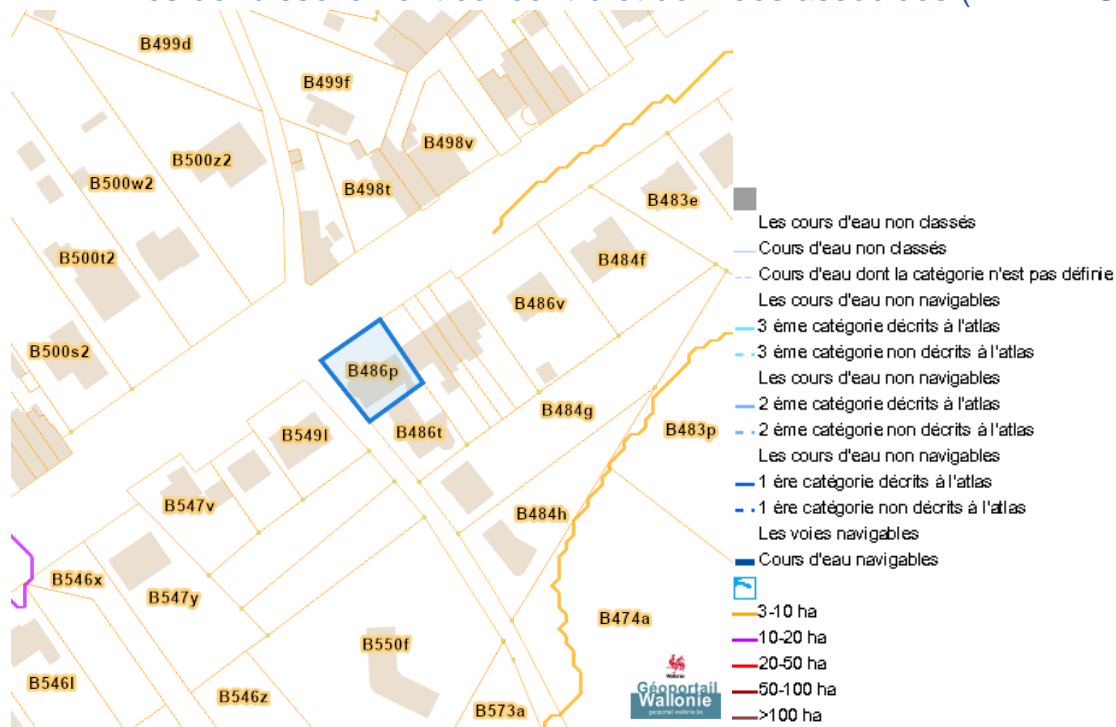 B499d
B499f
B498v
B500z2
B500w2
B498t
B483e
B500t2
B484f
B486v
B500s2
B486p
B484g
B486t
B549l
B483p
B547v
B484h
B546x
B547y
B474a
B550f
B546l
B546z
B573a
Wallonie
Géoportail
Wallonie
geoportail.wallonie.be
Les cours d'eau non classés
Cours d'eau non classés
Cours d'eau dont la catégorie n'est pas définie
Les cours d'eau non navigables
3 ème catégorie décrits à l'atlas
3 ème catégorie non décrits à l'atlas
Les cours d'eau non navigables
2 ème catégorie décrits à l'atlas
2 ème catégorie non décrits à l'atlas
Les cours d'eau non navigables
1 ère catégorie décrits à l'atlas
1 ère catégorie non décrits à l'atlas
Les voies navigables
Cours d'eau navigables
3-10 ha
10-20 ha
20-50 ha
50-100 ha
>100 ha